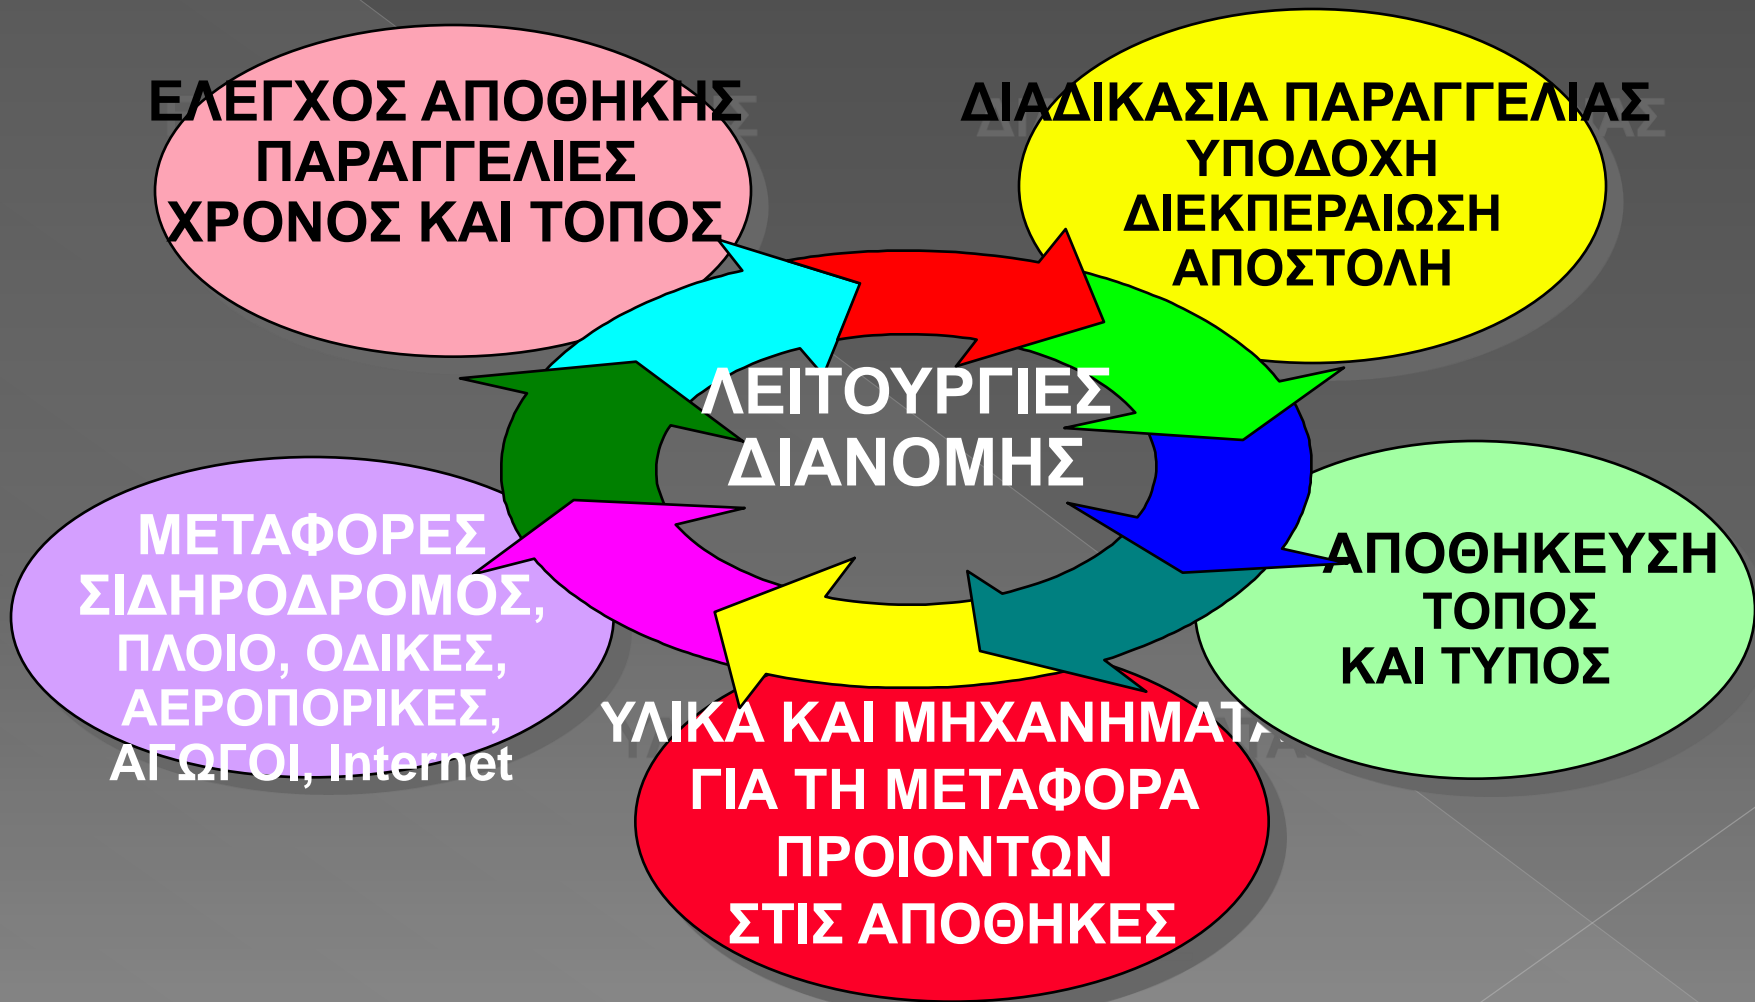 ΕΛΕΓΧΟΣ ΑΠΟΘΗΚΗΣ
ΠΑΡΑΓΓΕΛΙΕΣ
ΧΡΟΝΟΣ ΚΑΙ ΤΟΠΟΣ
ΔΙΑΔΙΚΑΣΙΑ ΠΑΡΑΓΓΕΛΙΑΣ
ΥΠΟΔΟΧΗ
ΔΙΕΚΠΕΡΑΙΩΣΗ
ΑΠΟΣΤΟΛΗ
ΛΕΙΤΟΥΡΓΙΕΣ
ΔΙΑΝΟΜΗΣ
ΜΕΤΑΦΟΡΕΣ
ΣΙΔΗΡΟΔΡΟΜΟΣ,
ΠΛΟΙΟ, ΟΔΙΚΕΣ,
ΑΕΡΟΠΟΡΙΚΕΣ,
ΑΓΩΓΟΙ, Internet
ΑΠΟΘΗΚΕΥΣΗ
ΤΟΠΟΣ
ΚΑΙ ΤΥΠΟΣ
ΥΛΙΚΑ ΚΑΙ ΜΗΧΑΝΗΜΑΤΑ
ΓΙΑ ΤΗ ΜΕΤΑΦΟΡΑ
ΠΡΟΙΟΝΤΩΝ
ΣΤΙΣ ΑΠΟΘΗΚΕΣ